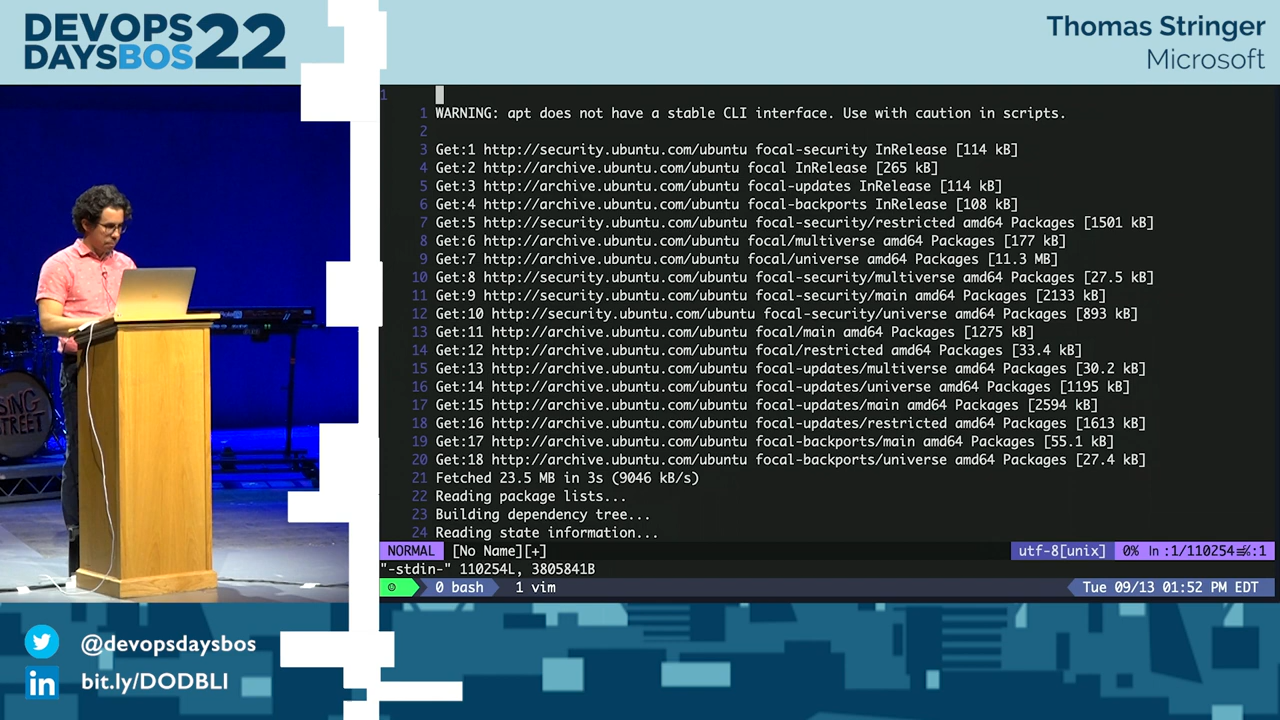 DEVOPS
DAYSBOS22
Thomas Stringer
Microsoft
1
1 WARNING: apt does not have a stable CLI interface. Use with caution in scripts.
2
3 Get:1 http://security.ubuntu.com/ubuntu focal-security InRelease [114 kB]
4 Get:2 http://archive.ubuntu.com/ubuntu focal InRelease [265 kB]
5 Get:3 http://archive.ubuntu.com/ubuntu focal-updates InRelease [114 kB]
6 Get:4 http://archive.ubuntu.com/ubuntu focal-backports InRelease [108 kB]
7 Get:5 http://security.ubuntu.com/ubuntu focal-security/restricted amd64 Packages [1501 kB]
8 Get:6 http://archive.ubuntu.com/ubuntu focal/multiverse amd64 Packages [177 kB]
9 Get:7 http://archive.ubuntu.com/ubuntu focal/universe amd64 Packages [11.3 MB]
10 Get:8 http://security.ubuntu.com/ubuntu focal-security/multiverse amd64 Packages [27.5 kB]
11 Get:9 http://security.ubuntu.com/ubuntu focal-security/main amd64 Packages [2133 kB]
12 Get:10 http://security.ubuntu.com/ubuntu focal-security/universe amd64 Packages [893 kB]
13 Get:11 http://archive.ubuntu.com/ubuntu focal/main amd64 Packages [1275 kB]
14 Get:12 http://archive.ubuntu.com/ubuntu focal/restricted amd64 Packages [33.4 kB]
15 Get:13 http://archive.ubuntu.com/ubuntu focal-updates/multiverse amd64 Packages [30.2 kB]
16 Get:14 http://archive.ubuntu.com/ubuntu focal-updates/universe amd64 Packages [1195 kB]
17 Get:15 http://archive.ubuntu.com/ubuntu focal-updates/main amd64 Packages [2594 kB]
18 Get:16 http://archive.ubuntu.com/ubuntu focal-updates/restricted amd64 Packages [1613 kB]
19 Get:17 http://archive.ubuntu.com/ubuntu focal-backports/main amd64 Packages [55.1 kB]
20 Get:18 http://archive.ubuntu.com/ubuntu focal-backports/universe amd64 Packages [27.4 kB]
21 Fetched 23.5 MB in 3s (9046 kB/s)
22 Reading package lists...
23 Building dependency tree...
24 Reading state information...
NORMAL [No Name][+] utf-8[unix] 0% ln :1/110254 :1
"-stdin-" 110254L, 3805841B
0 bash 1 vim Tue 09/13 01:52 PM EDT
SING
STREET
@devopsdaysbos
in bit.ly/DODBLI